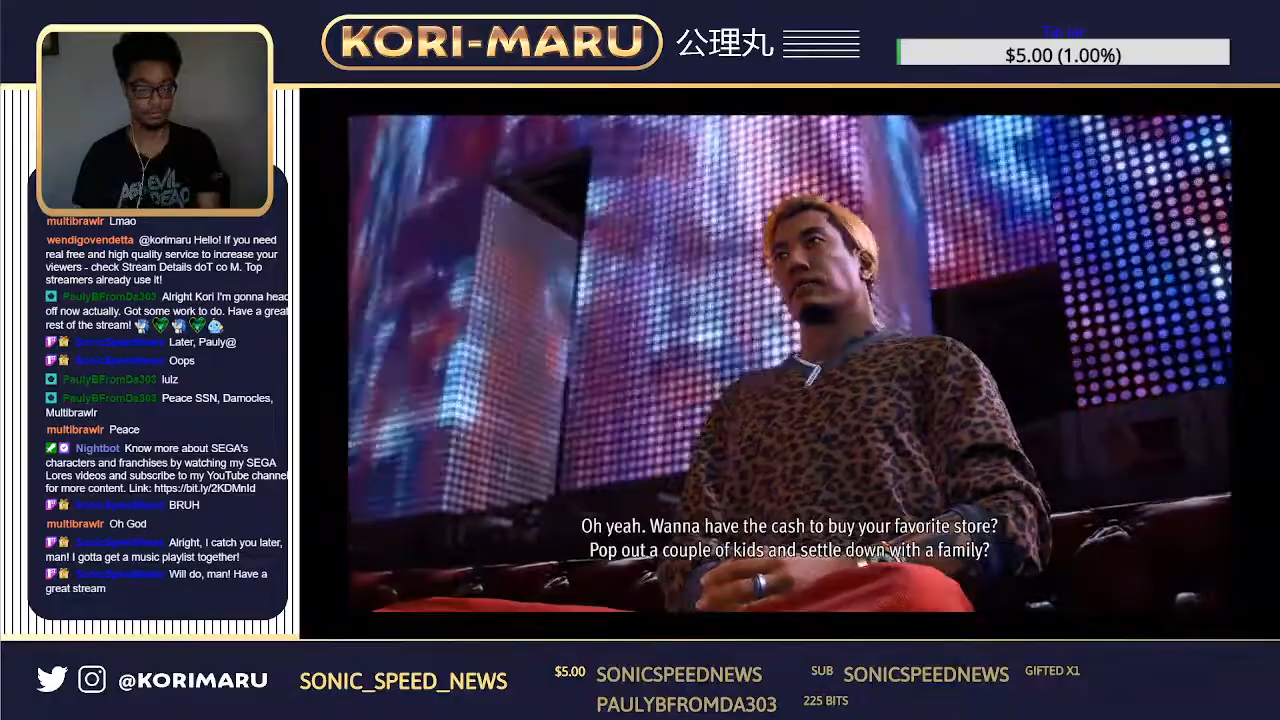 KORI-MARU
公理丸
Tip jar
$5.00 (1.00%)
multibrawlr Lmao
wendigovendetta @korimaru Hello! If you need
real free and high quality service to increase your
viewers - check Stream Details doT co M. Top
streamers already use it!
PaulyBFromDa303 Alright Kori I'm gonna head
off now actually. Got some work to do. Have a great
rest of the stream!
SonicSpeedNews Later, Pauly@
SonicSpeedNews Oops
PaulyBFromDa303 lulz
PaulyBFromDa303 Peace SSN, Damocles,
Multibrawlr
multibrawlr Peace
Nightbot Know more about SEGA's
characters and franchises by watching my SEGA
Lores videos and subscribe to my YouTube channel
for more content. Link: https://bit.ly/2KDMnId
SonicSpeedNews BRUH
multibrawlr Oh God
SonicSpeedNews Alright, I catch you later,
man! I gotta get a music playlist together!
SonicSpeedNews Will do, man! Have a
great stream
Oh yeah. Wanna have the cash to buy your favorite store?
Pop out a couple of kids and settle down with a family?
@KORIMARU
SONIC_SPEED_NEWS
$5.00 SONICSPEEDNEWS
SUB SONICSPEEDNEWS GIFTED X1
PAULYBFROMDA303 225 BITS